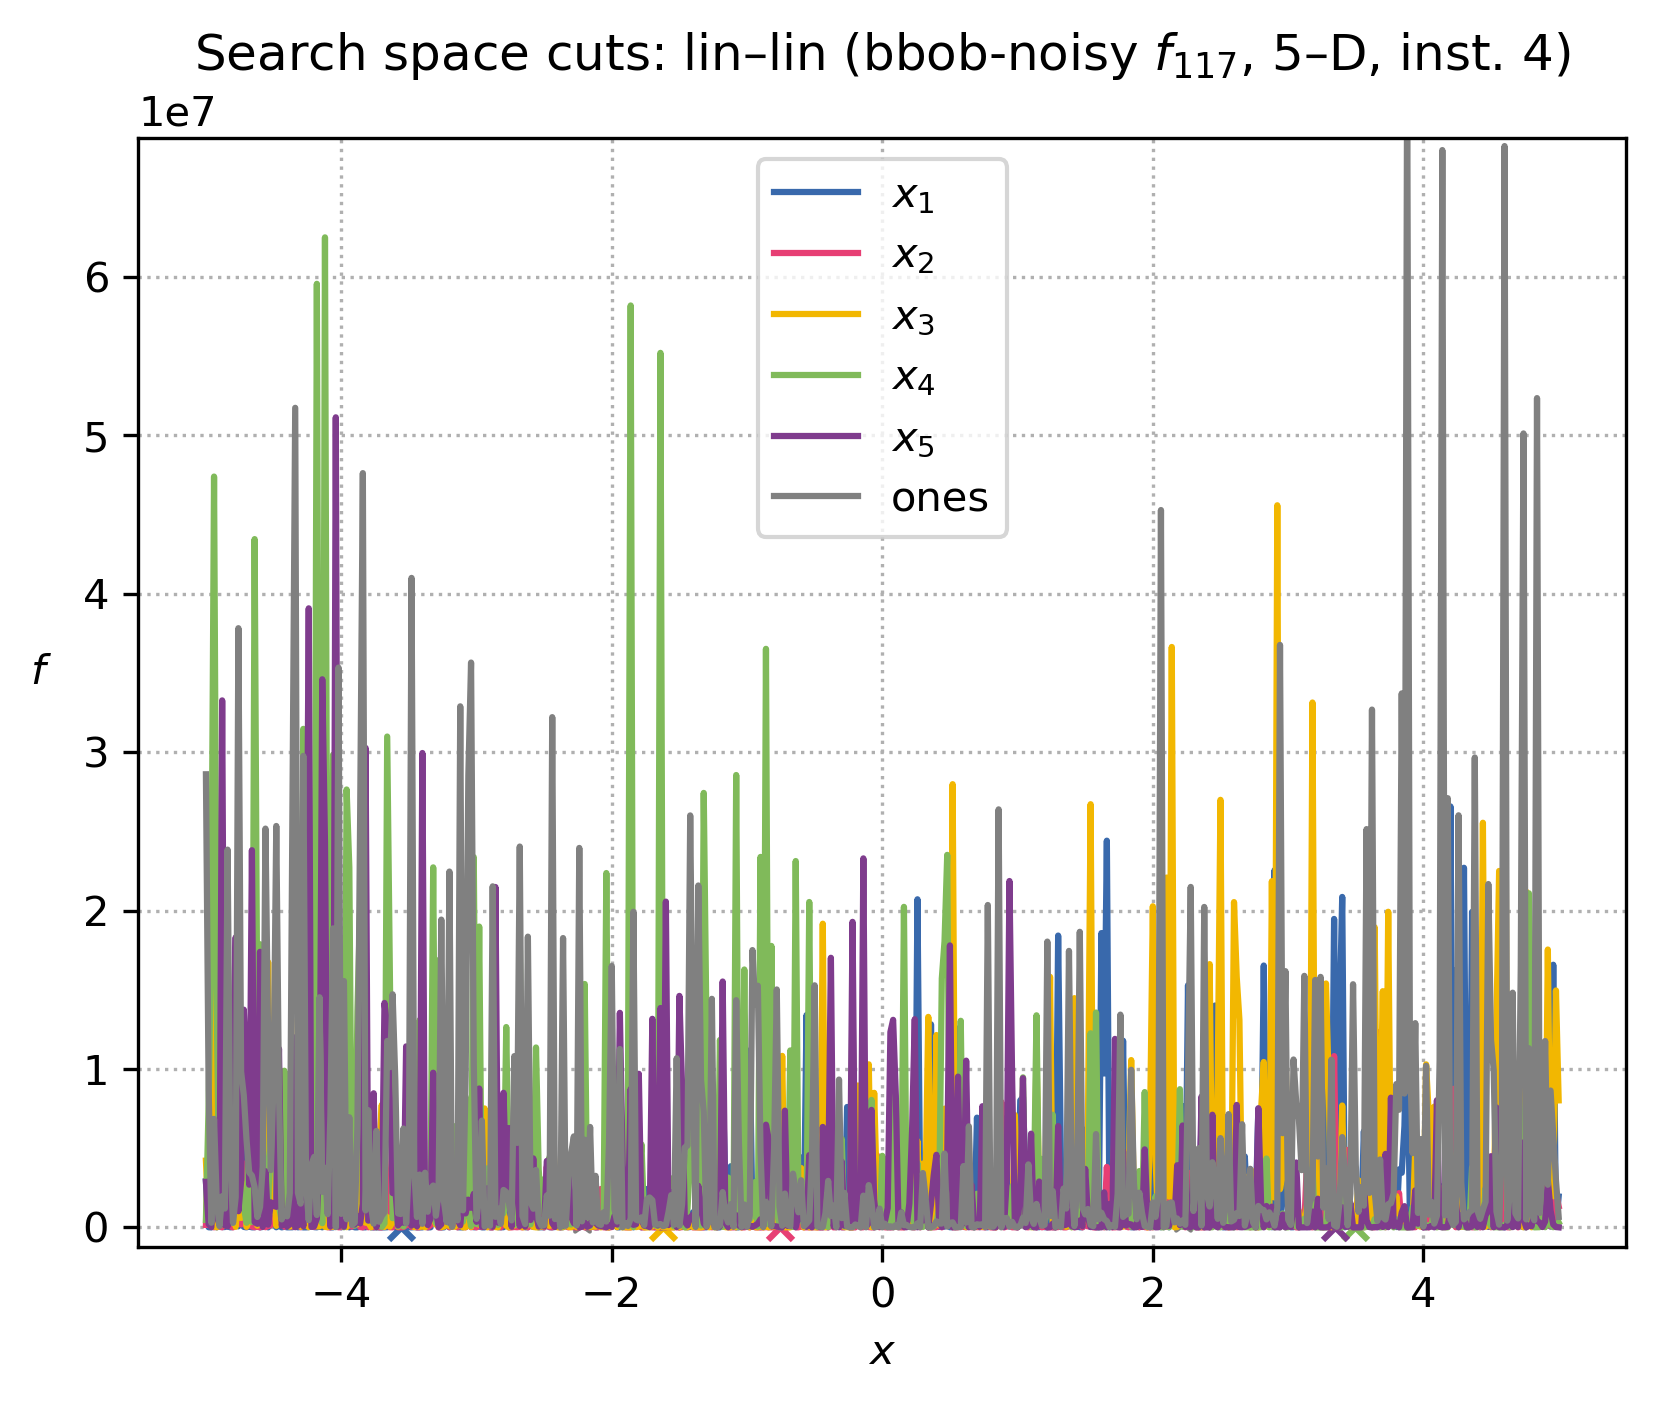 Search space cuts: lin–lin (bbob-noisy f117, 5–D, inst. 4)
1e7
x1
x2
x3
x4
x5
ones
6
5
4
3
2
1
0
f
−4
−2
0
2
4
x